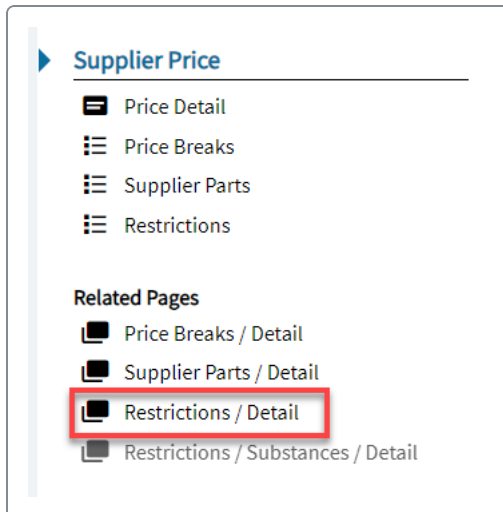 Supplier Price
Price Detail
Price Breaks
Supplier Parts
Restrictions
Related Pages
Price Breaks / Detail
Supplier Parts / Detail
Restrictions / Detail
Restrictions / Substances / Detail